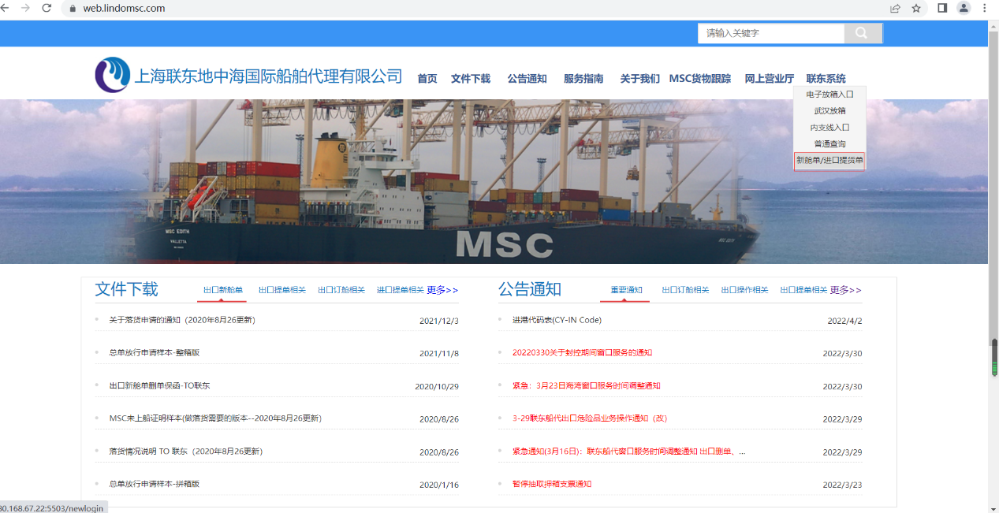 web.lindomsc.com
请输入关键字
上海联东地中海国际船舶代理有限公司
首页 文件下载 公告通知 服务指南 关于我们 MSC货物跟踪 网上营业厅 联东系统
电子放箱入口
武汉放箱
内支线入口
普通查询
新舱单/进口提货单
MSC EDITH
VALLETTA
MSC
文件下载 出口新舱单 出口提单相关 出口订舱相关 进口提单相关 更多>>
关于落货申请的通知（2020年8月26更新） 2021/12/3
总单放行申请样本-整箱版 2021/11/8
出口新舱单删单保函-TO联东 2020/10/29
MSC未上船证明样本(做落货需要的版本--2020年8月26更新） 2020/8/26
落货情况说明 TO 联东（2020年8月26更新） 2020/8/26
总单放行申请样本-拼箱版 2020/1/16
公告通知 重要通知 出口订舱相关 出口操作相关 出口提单相关 更多>>
进港代码表(CY-IN Code) 2022/4/2
20220330关于封控期间窗口服务的通知 2022/3/30
紧急：3月23日海湾窗口服务时间调整通知 2022/3/30
3-29联东船代出口危险品业务操作通知（改） 2022/3/29
紧急通知(3月16日)：联东船代窗口服务时间调整通知 出口删单、... 2022/3/29
暂停抽取押箱支票通知 2022/3/23
80.168.67.22:5503/newlogin